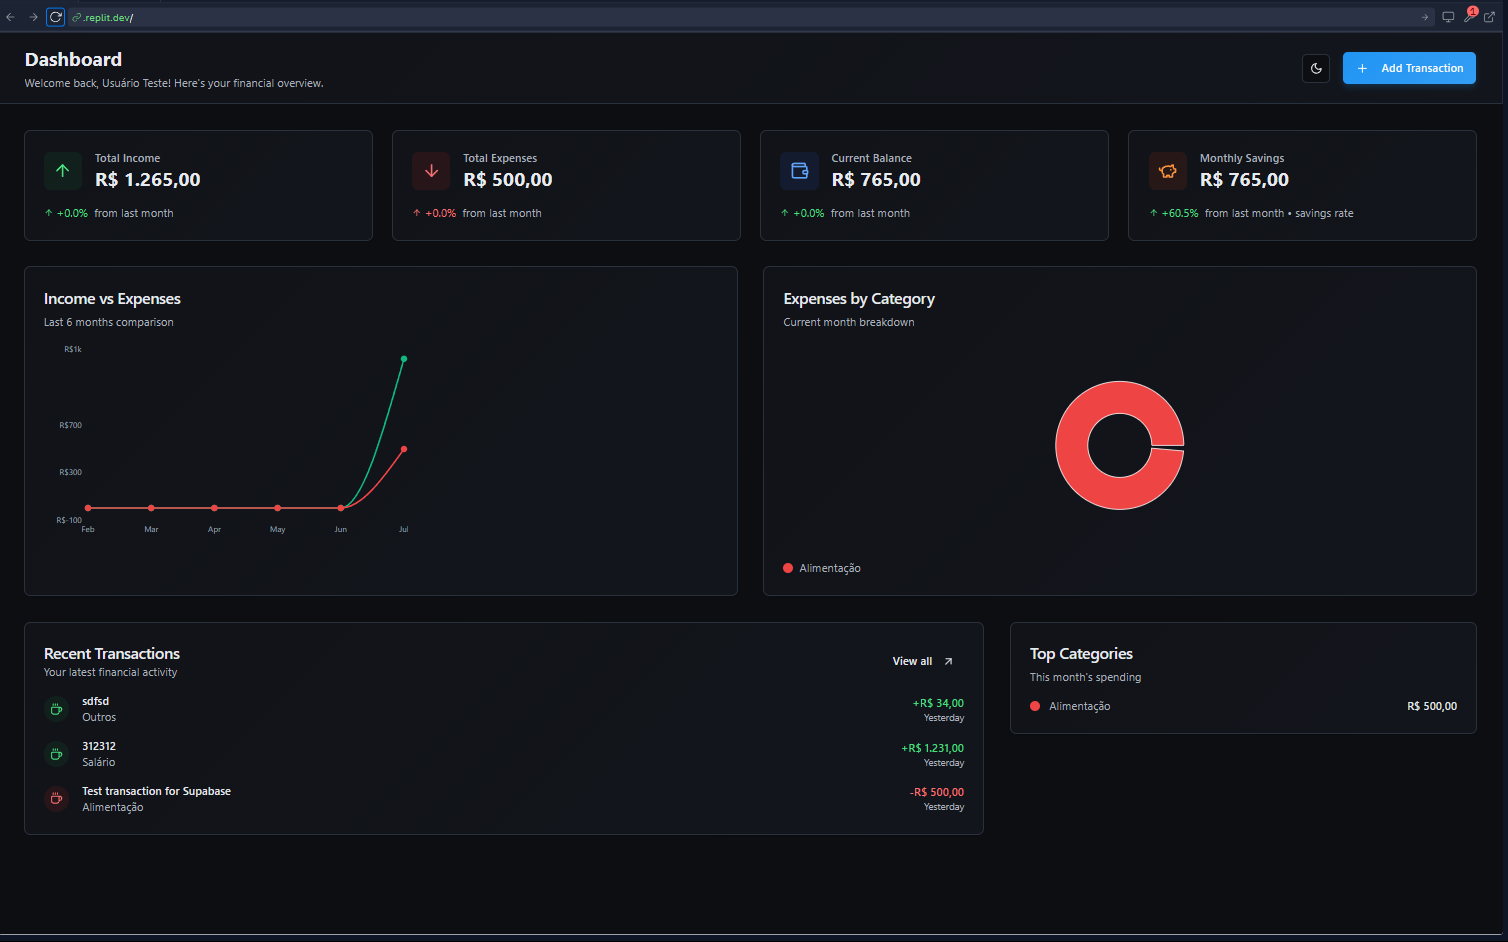 .replit.dev/
1
Dashboard
Welcome back, Usuário Teste! Here's your financial overview.
+ Add Transaction
Total Income
R$ 1.265,00
+0.0% from last month
Total Expenses
R$ 500,00
+0.0% from last month
Current Balance
R$ 765,00
+0.0% from last month
Monthly Savings
R$ 765,00
+60.5% from last month • savings rate
Income vs Expenses
Last 6 months comparison
R$1k
R$700
R$300
R$-100
Feb Mar Apr May Jun Jul
Expenses by Category
Current month breakdown
Alimentação
Recent Transactions
Your latest financial activity
View all
sdfsd
Outros
+R$ 34,00
Yesterday
312312
Salário
+R$ 1.231,00
Yesterday
Test transaction for Supabase
Alimentação
-R$ 500,00
Yesterday
Top Categories
This month's spending
Alimentação R$ 500,00